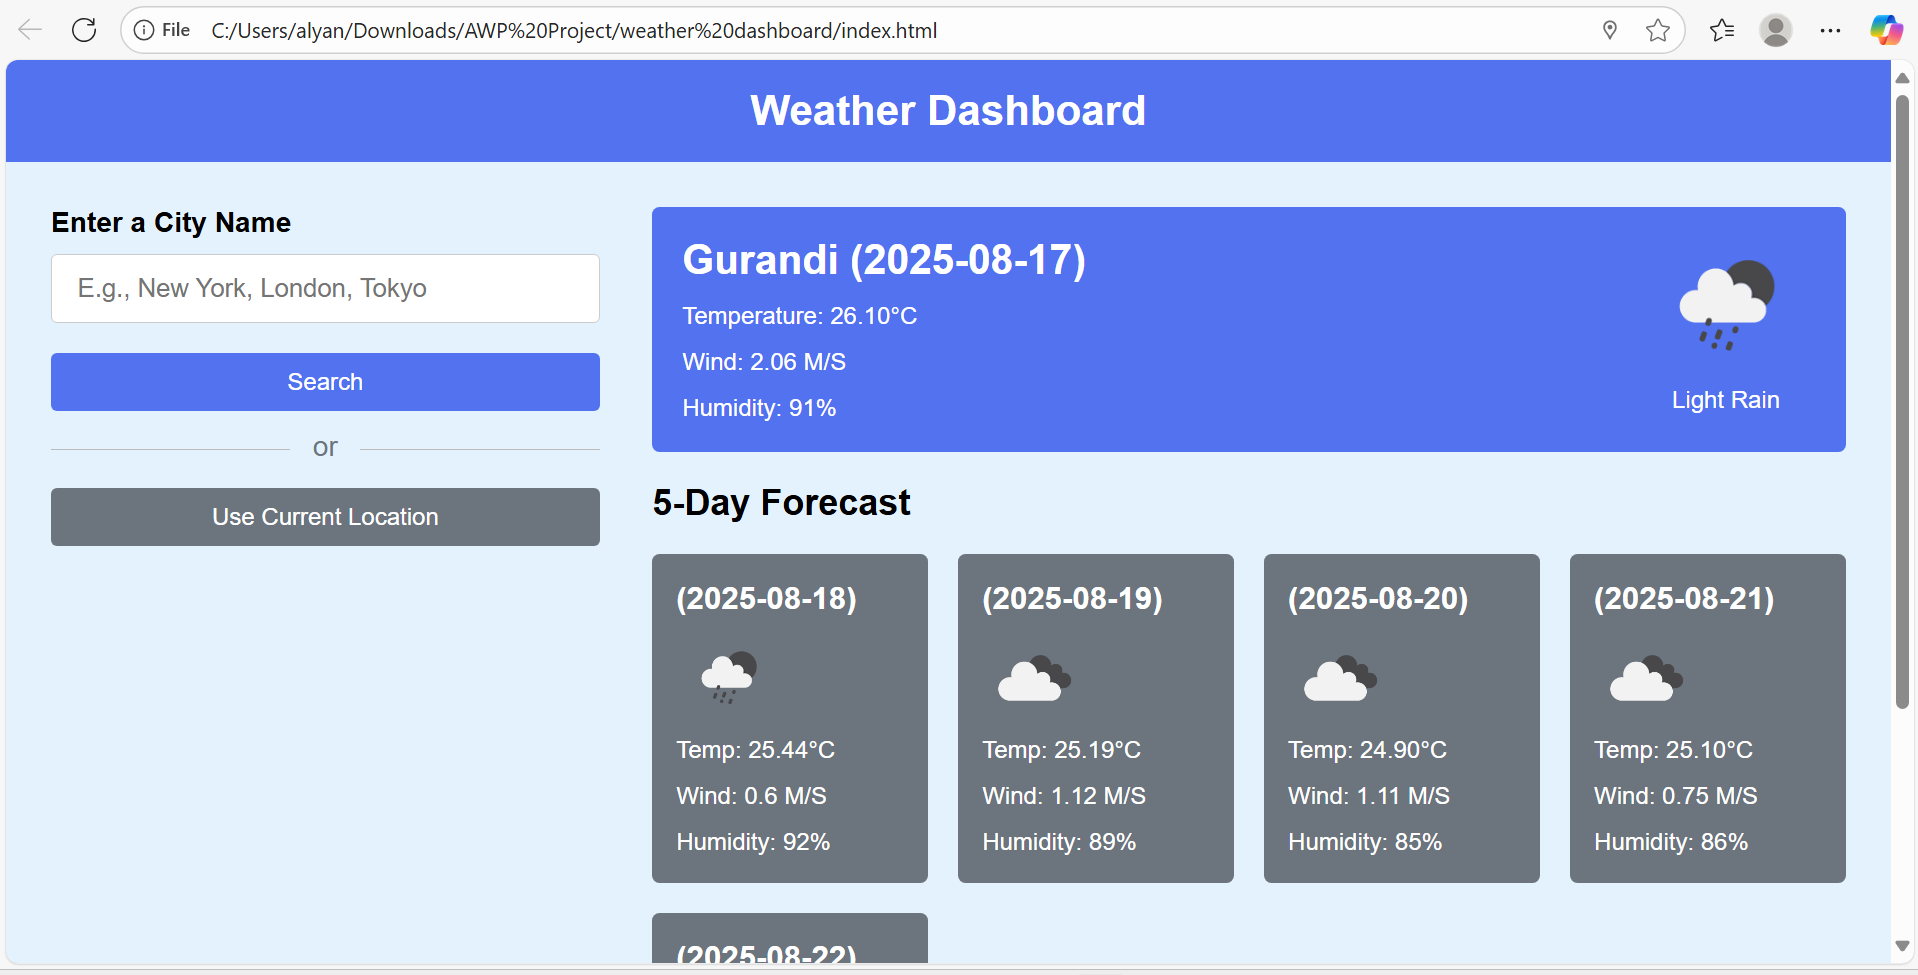 File C:/Users/alyan/Downloads/AWP%20Project/weather%20dashboard/index.html
Weather Dashboard
Enter a City Name
E.g., New York, London, Tokyo
Search
or
Use Current Location
Gurandi (2025-08-17)
Temperature: 26.10°C
Wind: 2.06 M/S
Humidity: 91%
Light Rain
5-Day Forecast
(2025-08-18)
Temp: 25.44°C
Wind: 0.6 M/S
Humidity: 92%
(2025-08-19)
Temp: 25.19°C
Wind: 1.12 M/S
Humidity: 89%
(2025-08-20)
Temp: 24.90°C
Wind: 1.11 M/S
Humidity: 85%
(2025-08-21)
Temp: 25.10°C
Wind: 0.75 M/S
Humidity: 86%
(2025-08-22)